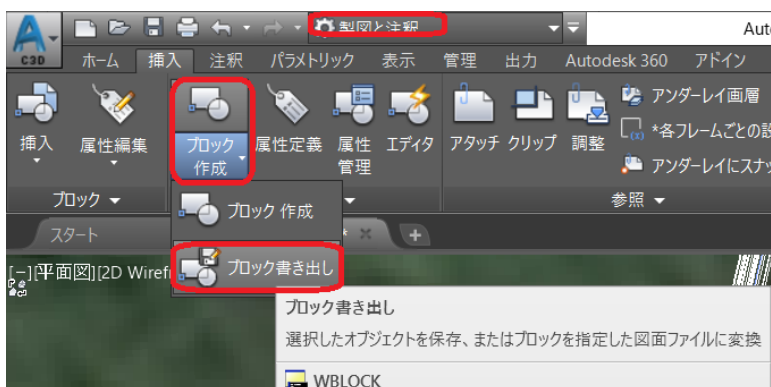 C3D
製図と注釈
Aut
ホーム 挿入 注釈 パラメトリック 表示 管理 出力 Autodesk 360 アドイン
挿入
属性編集
ブロック
作成
属性定義
属性
管理
エディタ
アタッチ
クリップ
調整
アンダーレイ画層
*各フレームごとの設
アンダーレイにスナッ
ブロック
参照
ブロック 作成
スタート
ブロック書き出し
[-][平面図][2D Wirefr
ブロック書き出し
選択したオブジェクトを保存、またはブロックを指定した図面ファイルに変換
WBLOCK